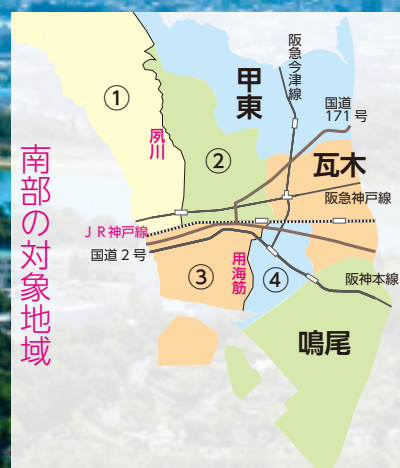 南部の対象地域
①
夙川
②
甲東
阪急今津線
国道
171号
瓦木
阪急神戸線
ＪＲ神戸線
国道２号
③
用海筋
④
阪神本線
鳴尾